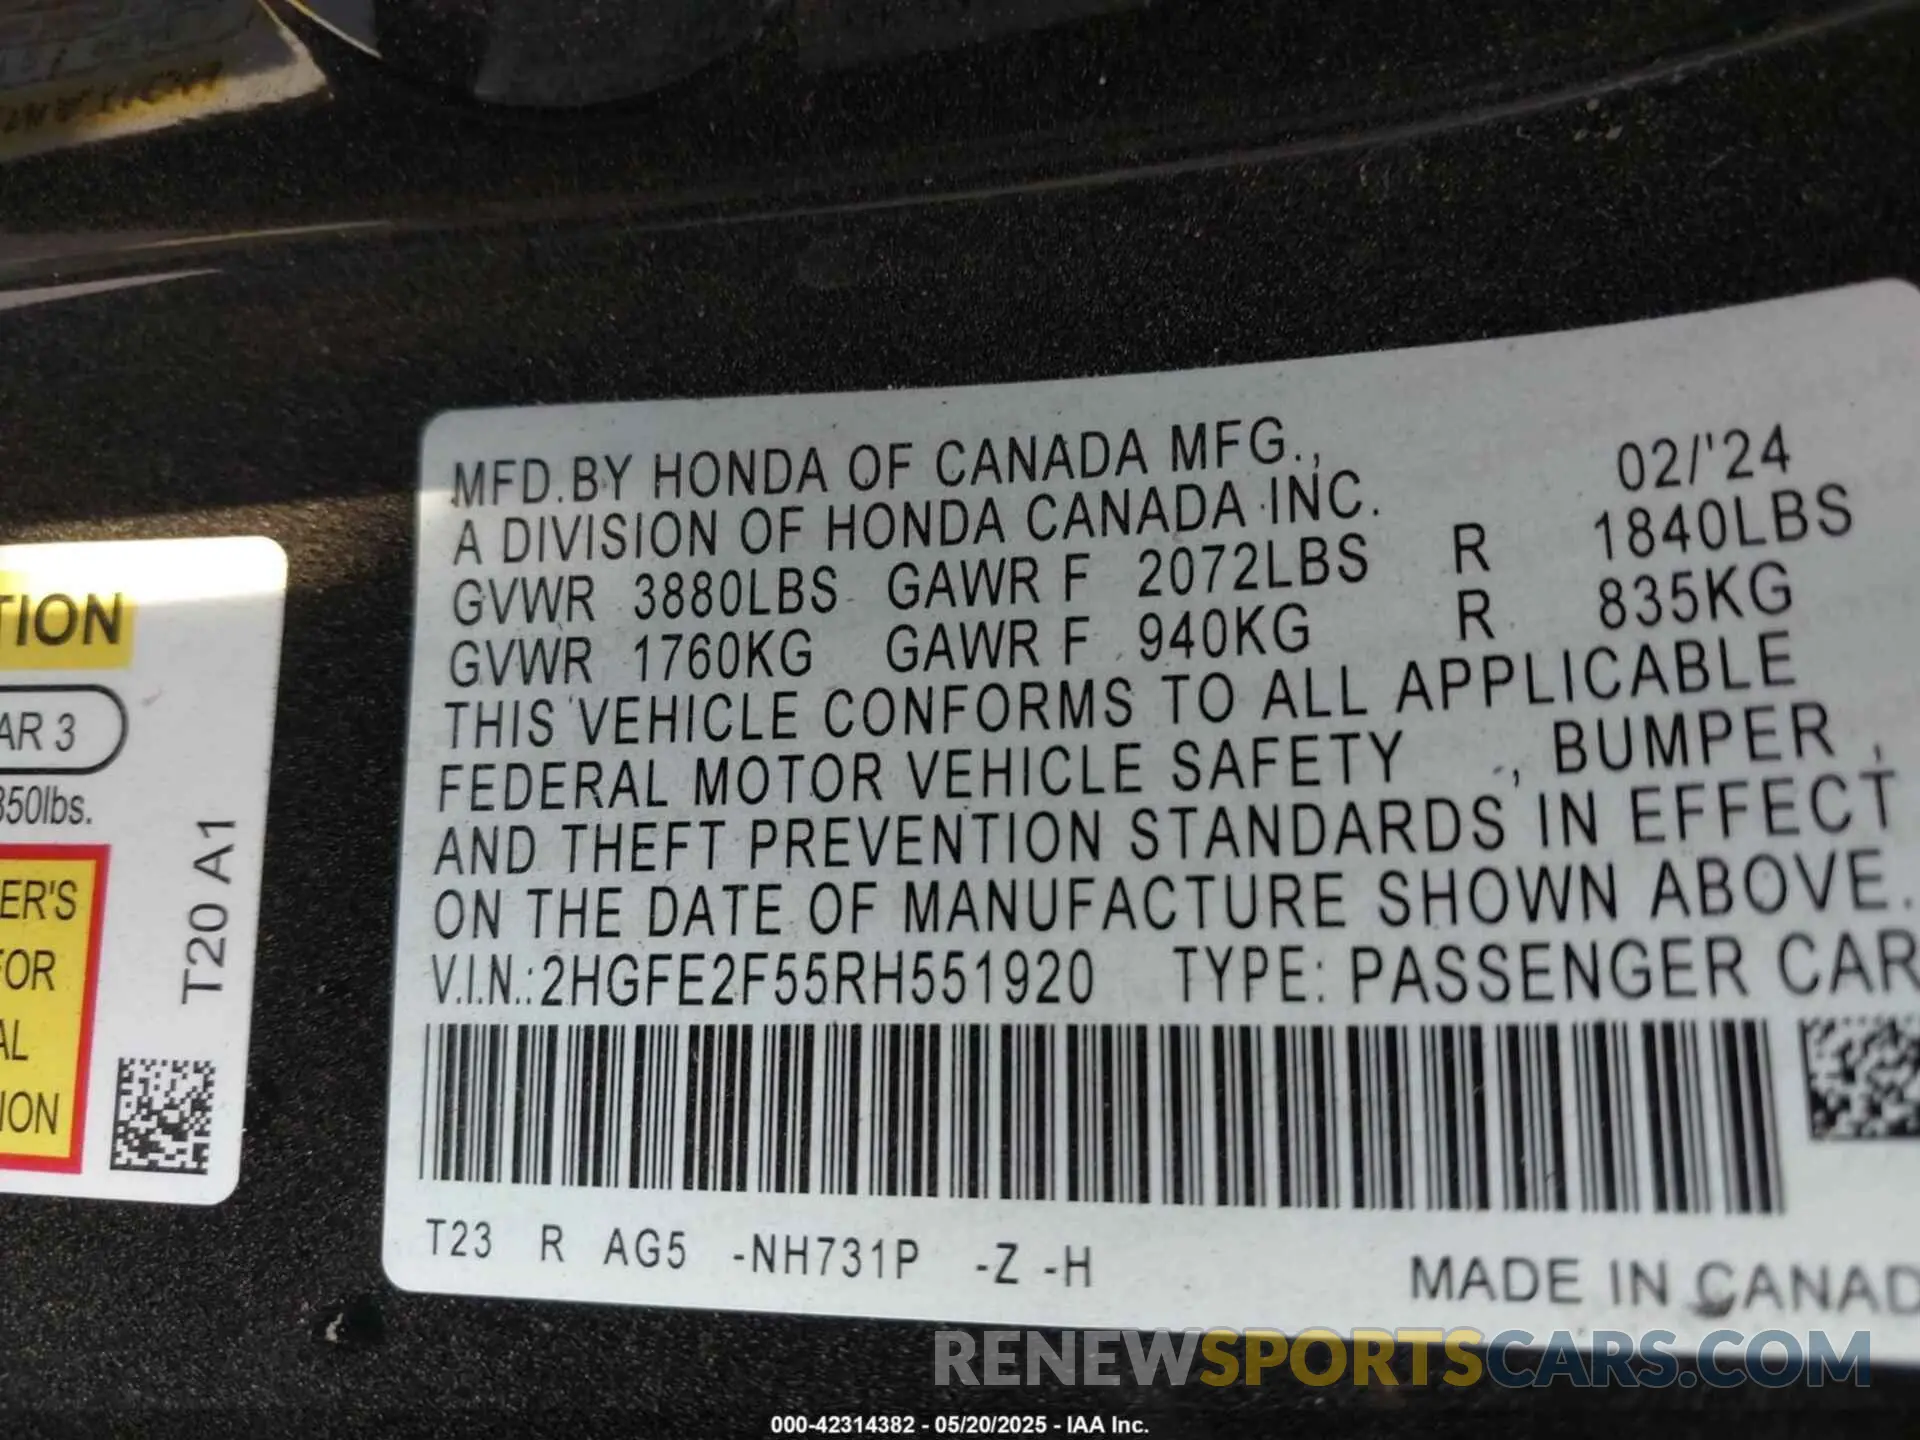 TION
AR 3
350lbs.
ER'S
FOR
AL
ION
T20 A1
MFD.BY HONDA OF CANADA MFG., 02/'24
A DIVISION OF HONDA CANADA INC.
GVWR 3880LBS GAWR F 2072LBS R 1840LBS
GVWR 1760KG GAWR F 940KG R 835KG
THIS VEHICLE CONFORMS TO ALL APPLICABLE
FEDERAL MOTOR VEHICLE SAFETY , BUMPER ,
AND THEFT PREVENTION STANDARDS IN EFFECT
ON THE DATE OF MANUFACTURE SHOWN ABOVE.
V.I.N.:2HGFE2F55RH551920 TYPE: PASSENGER CAR
T23 R AG5 -NH731P -Z -H
MADE IN CANAD
RENEWSPORTSCARS.COM
000-42314382 - 05/20/2025 - IAA Inc.